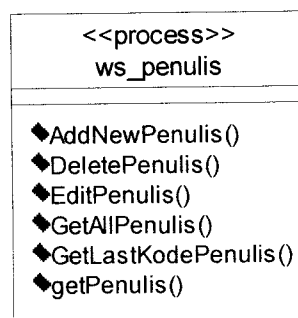 <<process>>
ws_penulis
AddNewPenulis()
DeletePenulis()
EditPenulis()
GetAllPenulis()
GetLastKodePenulis()
getPenulis()